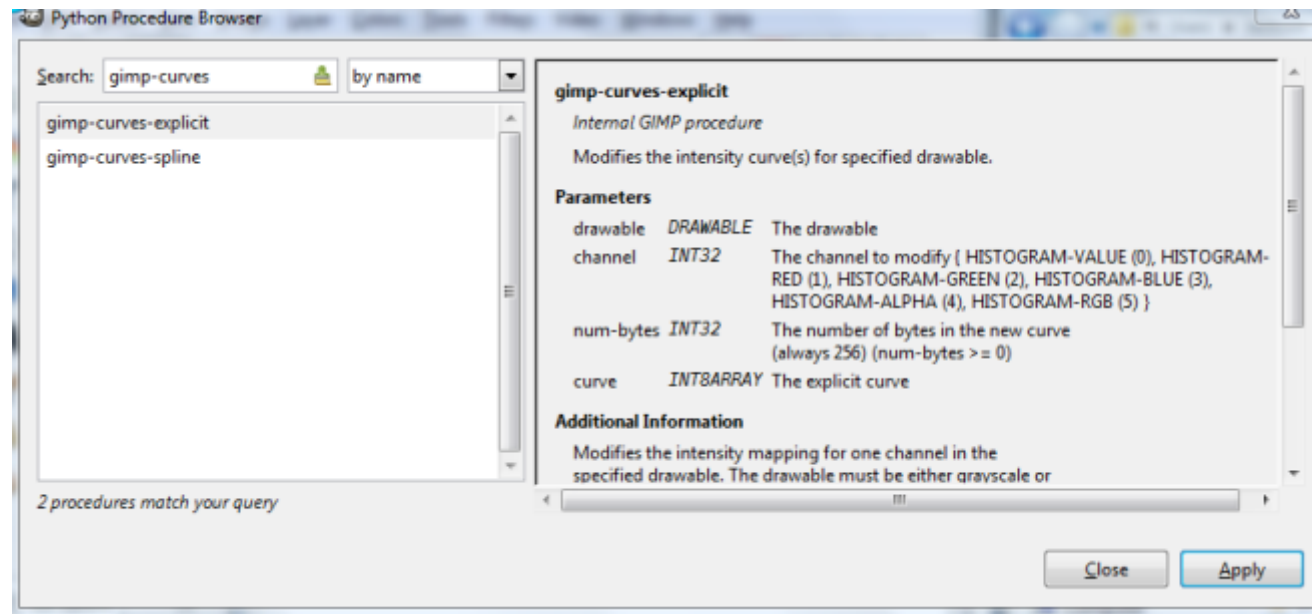 Python Procedure Browser
Search: gimp-curves by name
gimp-curves-explicit
gimp-curves-spline
2 procedures match your query
gimp-curves-explicit
Internal GIMP procedure
Modifies the intensity curve(s) for specified drawable.
Parameters
drawable DRAWABLE The drawable
channel INT32 The channel to modify { HISTOGRAM-VALUE (0), HISTOGRAM-
RED (1), HISTOGRAM-GREEN (2), HISTOGRAM-BLUE (3),
HISTOGRAM-ALPHA (4), HISTOGRAM-RGB (5) }
num-bytes INT32 The number of bytes in the new curve
(always 256) (num-bytes >= 0)
curve INT8ARRAY The explicit curve
Additional Information
Modifies the intensity mapping for one channel in the
specified drawable. The drawable must be either grayscale or
Close Apply